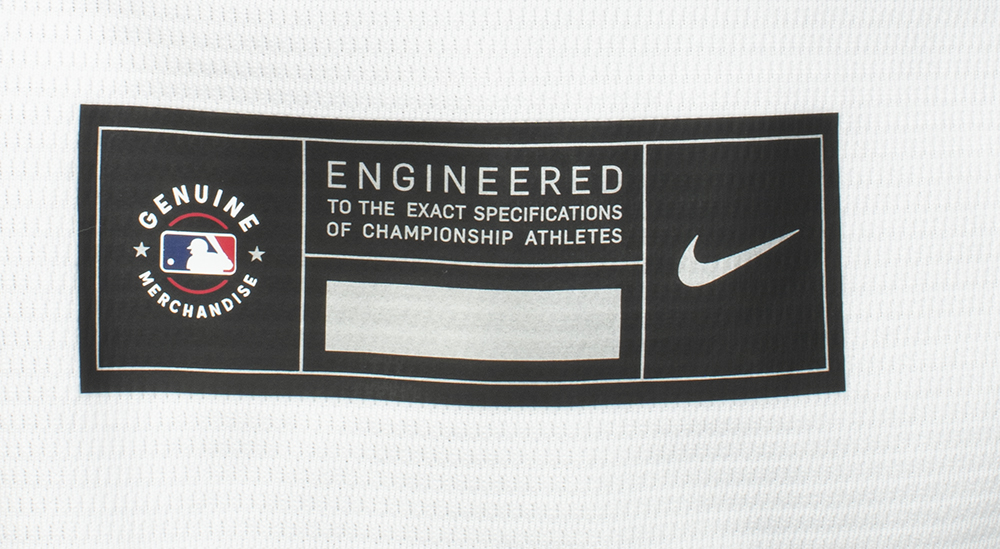 GENUINE
MERCHANDISE
ENGINEERED
TO THE EXACT SPECIFICATIONS
OF CHAMPIONSHIP ATHLETES